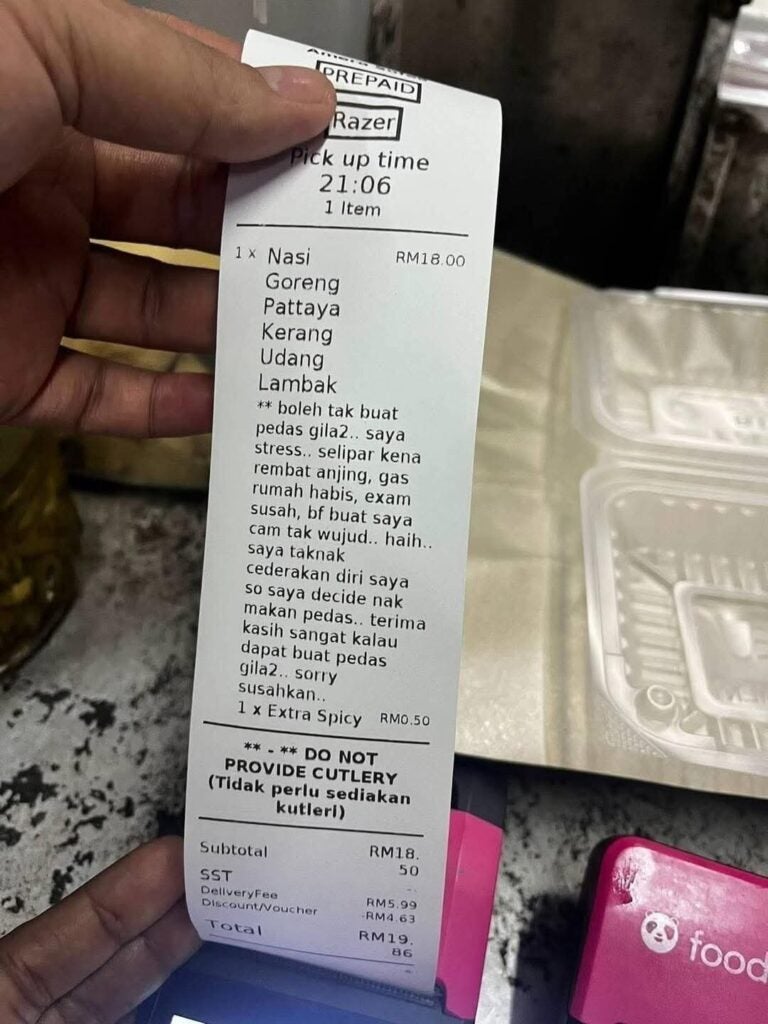 PREPAID
Razer
Pick up time
21:06
1 Item
1 x Nasi RM18.00
Goreng
Pattaya
Kerang
Udang
Lambak
** boleh tak buat
pedas gila2.. saya
stress.. selipar kena
rembat anjing, gas
rumah habis, exam
susah, bf buat saya
cam tak wujud.. haih..
saya taknak
cederakan diri saya
so saya decide nak
makan pedas.. terima
kasih sangat kalau
dapat buat pedas
gila2.. sorry
susahkan..
1 x Extra Spicy RM0.50
** - ** DO NOT
PROVIDE CUTLERY
(Tidak perlu sediakan
kutleri)
Subtotal RM18.
50
SST --
DeliveryFee RM5.99
Discount/Voucher -RM4.63
Total RM19.
86
food